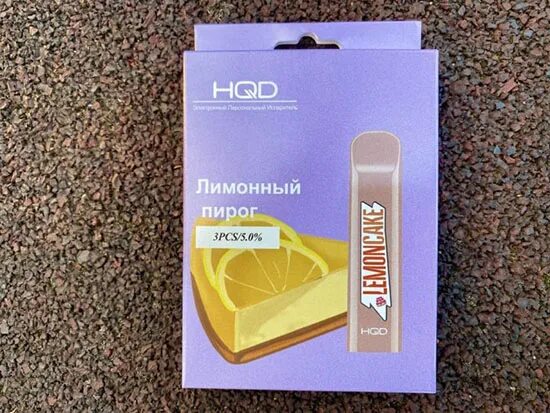 HQD
Электронный Персональный Испаритель
Лимонный
пирог
3PCS/5.0%
LEMONCAKE
HQD